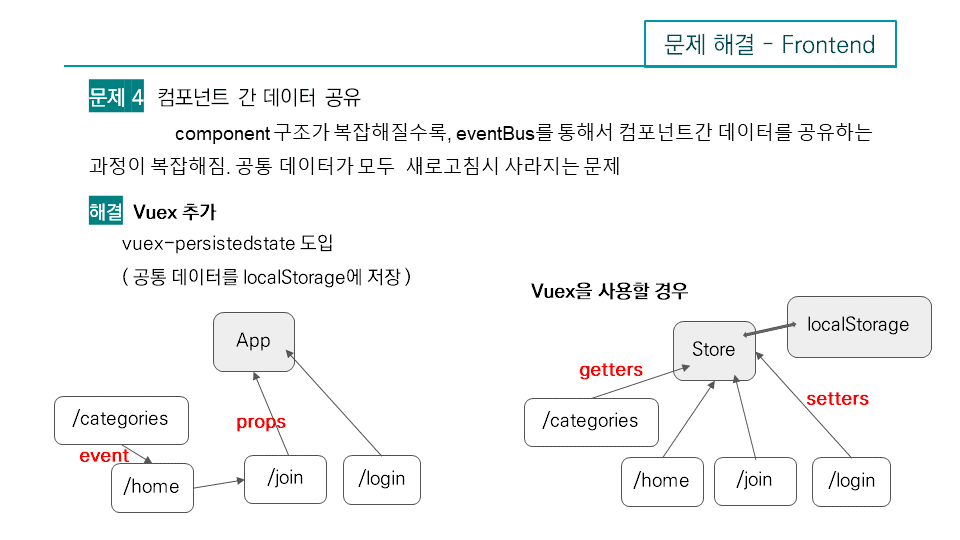 문제 해결 - Frontend
문제 4 컴포넌트 간 데이터 공유
component 구조가 복잡해질수록, eventBus를 통해서 컴포넌트간 데이터를 공유하는
과정이 복잡해짐. 공통 데이터가 모두 새로고침시 사라지는 문제
해결 Vuex 추가
vuex-persistedstate 도입
( 공통 데이터를 localStorage에 저장 )
App
/categories
props
event
/home
/join
/login
Vuex을 사용할 경우
localStorage
Store
getters
setters
/categories
/home
/join
/login